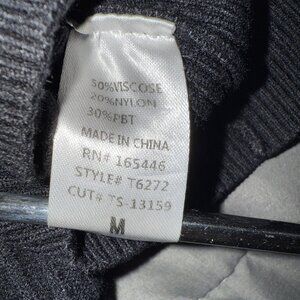 50%VISCOSE
20%NYLON
30%PBT
MADE IN CHINA
RN# 165446
STYLE# T6272
CUT# TS-13159
M